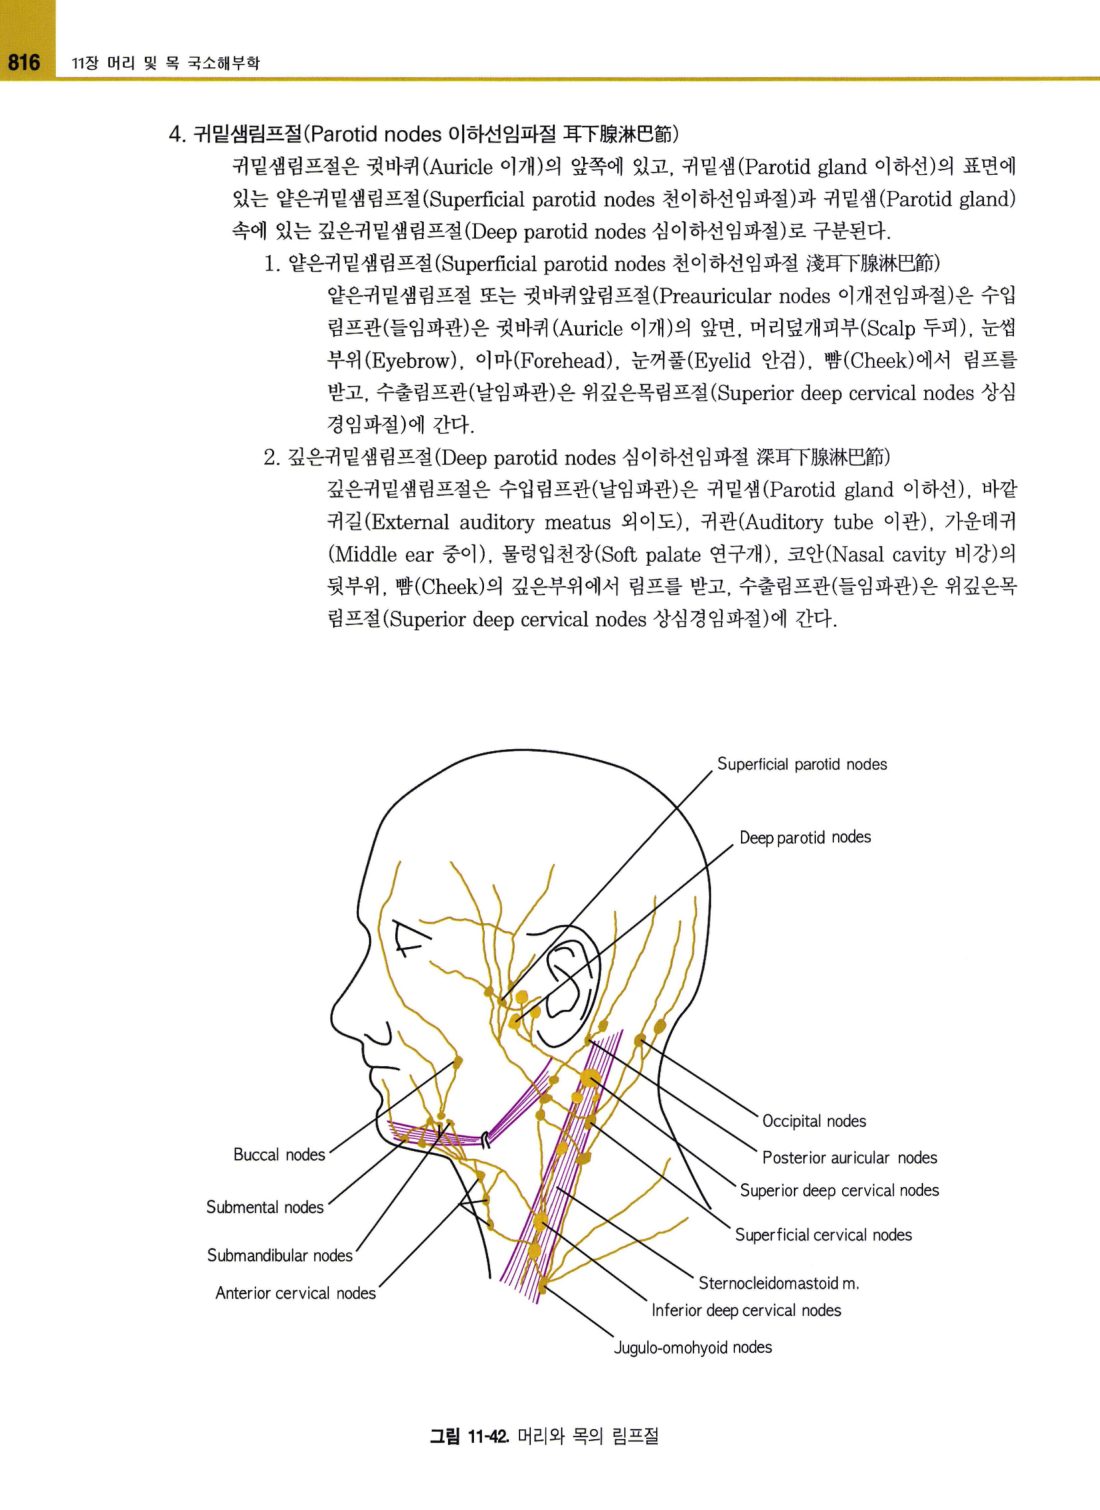 816 11장 머리 및 목 국소해부학
4. 귀밑샘림프절(Parotid nodes 이하선임파절 耳下腺淋巴節)
귀밑샘림프절은 귓바퀴(Auricle 이개)의 앞쪽에 있고, 귀밑샘(Parotid gland 이하선)의 표면에
있는 얕은귀밑샘림프절(Superficial parotid nodes 천이하선임파절)과 귀밑샘(Parotid gland)
속에 있는 깊은귀밑샘림프절(Deep parotid nodes 심이하선임파절)로 구분된다.
1. 얕은귀밑샘림프절(Superficial parotid nodes 천이하선임파절 淺耳下腺淋巴節)
얕은귀밑샘림프절 또는 귓바퀴앞림프절(Preauricular nodes 이개전임파절)은 수입
림프관(들임파관)은 귓바퀴(Auricle 이개)의 앞면, 머리덮개피부(Scalp 두피), 눈썹
부위(Eyebrow), 이마(Forehead), 눈꺼풀(Eyelid 안검), 뺨(Cheek)에서 림프를
받고, 수출림프관(날임파관)은 위깊은목림프절(Superior deep cervical nodes 상심
경임파절)에 간다.
2. 깊은귀밑샘림프절(Deep parotid nodes 심이하선임파절 深耳下腺淋巴節)
깊은귀밑샘림프절은 수입림프관(날임파관)은 귀밑샘(Parotid gland 이하선), 바깥
귀길(External auditory meatus 외이도), 귀관(Auditory tube 이관), 가운데귀
(Middle ear 중이), 물렁입천장(Soft palate 연구개), 코안(Nasal cavity 비강)의
뒷부위, 뺨(Cheek)의 깊은부위에서 림프를 받고, 수출림프관(들임파관)은 위깊은목
림프절(Superior deep cervical nodes 상심경임파절)에 간다.
Superficial parotid nodes
Deep parotid nodes
Occipital nodes
Buccal nodes
Posterior auricular nodes
Superior deep cervical nodes
Submental nodes
Superficial cervical nodes
Submandibular nodes
Sternocleidomastoid m.
Anterior cervical nodes
Inferior deep cervical nodes
Jugulo-omohyoid nodes
그림 11-42. 머리와 목의 림프절